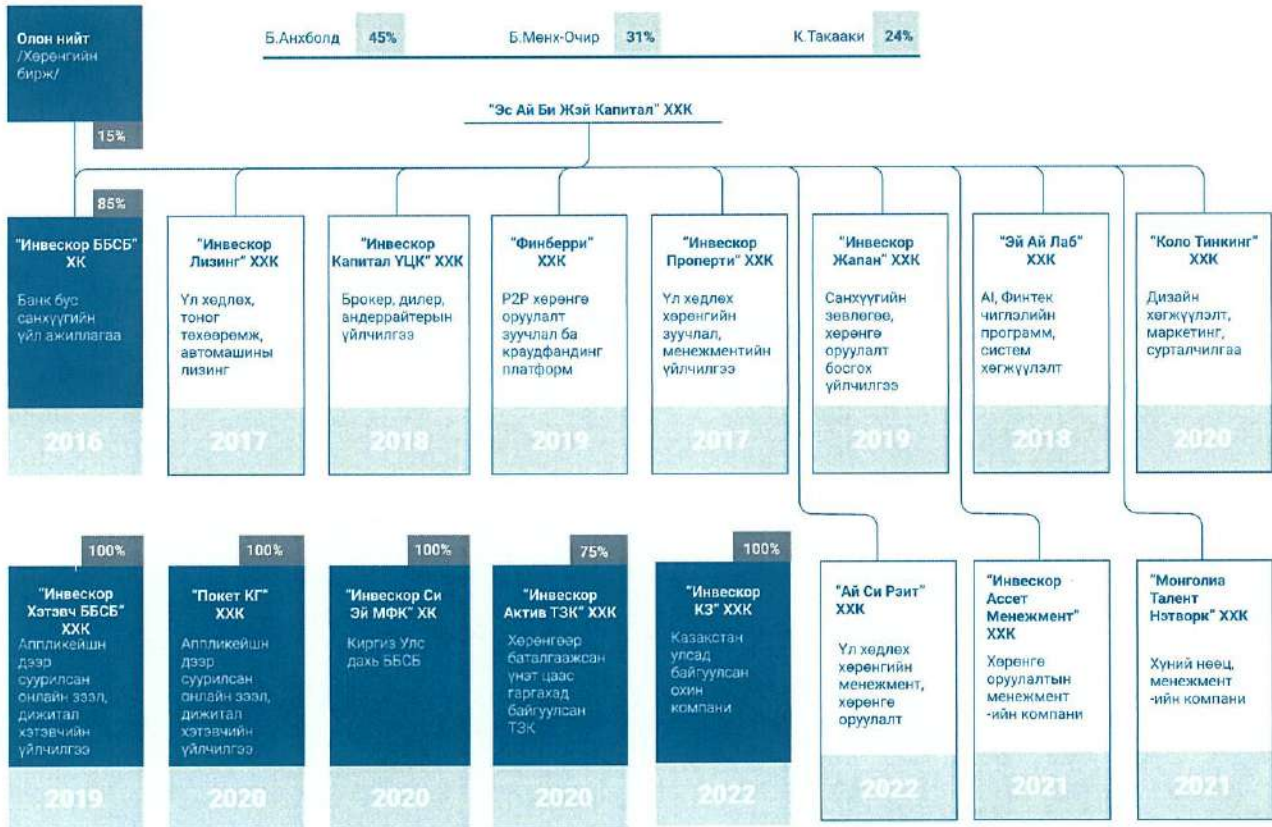 Олон нийт
/Хөрөнгийн
бирж/
15%
Б.Анхболд 45%
Б.Мөнх-Очир 31%
К.Такааки 24%
"Эс Ай Би Жэй Капитал" ХХК
85%
"Инвескор ББСБ"
ХК
Банк бус
санхүүгийн
үйл ажиллагаа
2016
"Инвескор
Лизинг" ХХК
Үл хөдлөх,
тоног
төхөөрөмж,
автомашины
лизинг
2017
"Инвескор
Капитал ҮЦК" ХХК
Брокер, дилер,
андеррайтерын
үйлчилгээ
2018
"Финберри"
ХХК
P2P хөрөнгө
оруулалт
зуучлал ба
краудфандинг
платформ
2019
"Инвескор
Проперти" ХХК
Үл хөдлөх
хөрөнгийн
зуучлал,
менежментийн
үйлчилгээ
2017
"Инвескор
Жапан" ХХК
Санхүүгийн
зөвлөгөө,
хөрөнгө
оруулалт
босгох
үйлчилгээ
2019
"Эй Ай Лаб"
ХХК
AI, Финтек
чиглэлийн
программ,
систем
хөгжүүлэлт
2018
"Коло Тинкинг"
ХХК
Дизайн
хөгжүүлэлт,
маркетинг,
сурталчилгаа
2020
100%
"Инвескор
Хэтэвч ББСБ"
ХХК
Аппликейшн
дээр
суурилсан
онлайн зээл,
дижитал
хэтэвчийн
үйлчилгээ
2019
100%
"Покет КГ"
ХХК
Аппликейшн
дээр
суурилсан
онлайн зээл,
дижитал
хэтэвчийн
үйлчилгээ
2020
100%
"Инвескор Си
Эй МФК" ХК
Киргиз Улс
дахь ББСБ
2020
75%
"Инвескор
Актив ТЗК" ХХК
Хөрөнгөөр
баталгаажсан
үнэт цаас
гаргахад
байгуулсан
ТЗК
2020
100%
"Инвескор
КЗ" ХХК
Казакстан
улсад
байгуулсан
охин
компани
2022
"Ай Си Рэит"
ХХК
Үл хөдлөх
хөрөнгийн
менежмент,
хөрөнгө
оруулалт
2022
"Инвескор
Ассет
Менежмент"
ХХК
Хөрөнгө
оруулалтын
менежмент
-ийн компани
2021
"Монголиа
Талент
Нэтворк" ХХК
Хүний нөөц,
менежмент
-ийн компани
2021